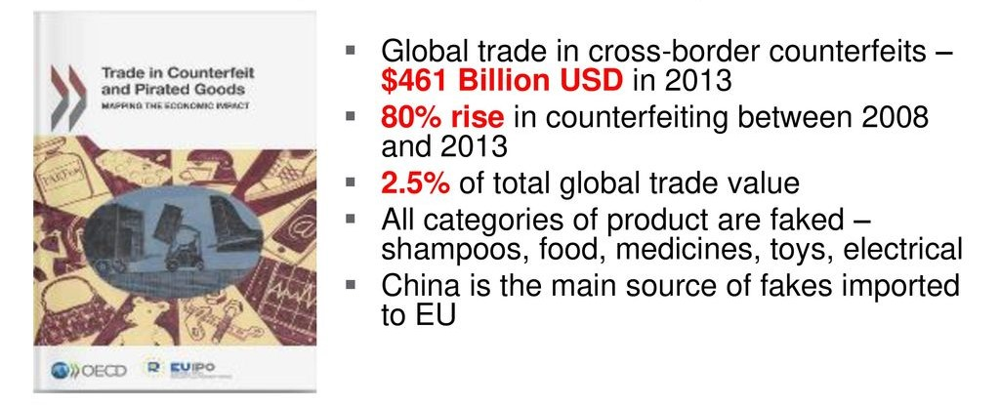 Trade in Counterfeit
and Pirated Goods
MAPPING THE ECONOMIC IMPACT
PARFUM
@
OECD
EUIPO
▪ Global trade in cross-border counterfeits –
$461 Billion USD in 2013
▪ 80% rise in counterfeiting between 2008
and 2013
▪ 2.5% of total global trade value
▪ All categories of product are faked –
shampoos, food, medicines, toys, electrical
▪ China is the main source of fakes imported
to EU